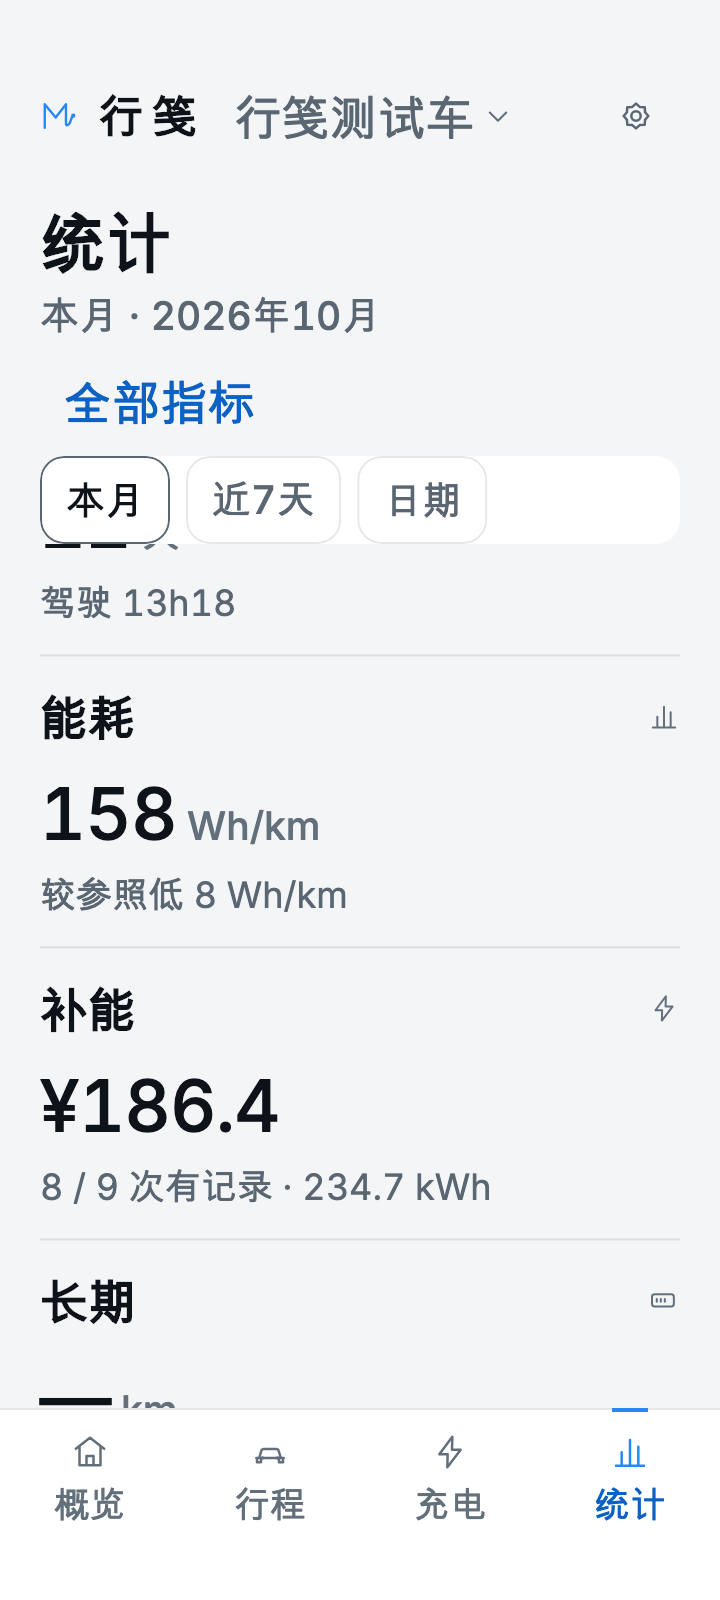 行笺 行笺测试车
统计
本月 · 2026年10月
全部指标
本月 近7天 日期
驾驶 13h18
能耗
158 Wh/km
较参照低 8 Wh/km
补能
¥186.4
8 / 9 次有记录 · 234.7 kWh
长期
km
概览 行程 充电 统计